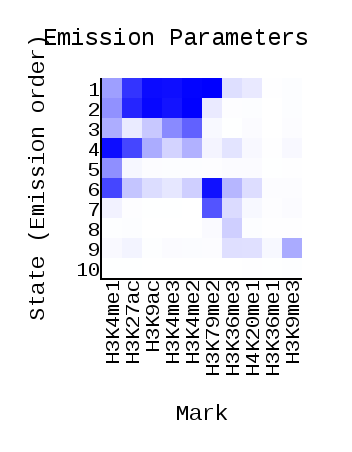 Emission Parameters
State (Emission order)
1
2
3
4
5
6
7
8
9
10
H3K4me1
H3K27ac
H3K9ac
H3K4me3
H3K4me2
H3K79me2
H3K36me3
H4K20me1
H3K36me1
H3K9me3
Mark